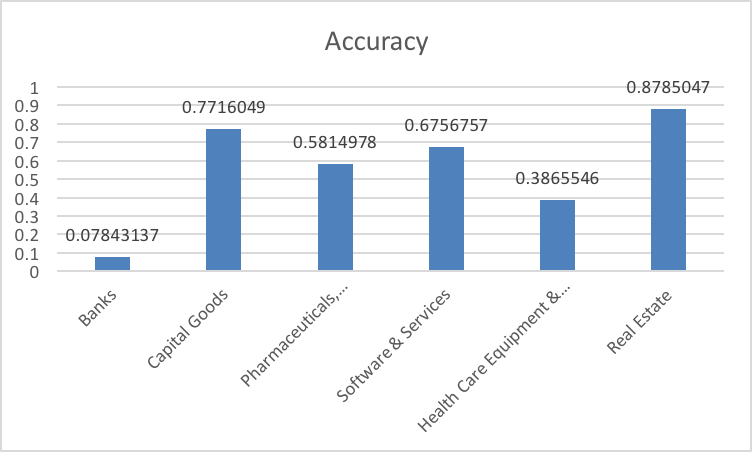 Accuracy
1
0.9
0.8
0.7
0.6
0.5
0.4
0.3
0.2
0.1
0
0.07843137
0.7716049
0.5814978
0.6756757
0.3865546
0.8785047
Banks
Capital Goods
Pharmaceuticals,...
Software & Services
Health Care Equipment &...
Real Estate